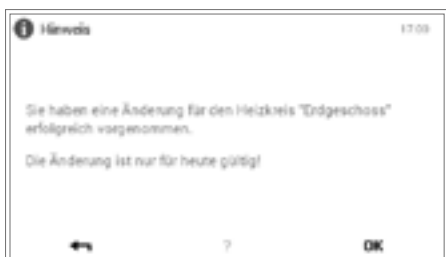 Hinweis 17:09
Sie haben eine Änderung für den Heizkreis "Erdgeschoss"
erfolgreich vorgenommen.
Die Änderung ist nur für heute gültig!
? OK